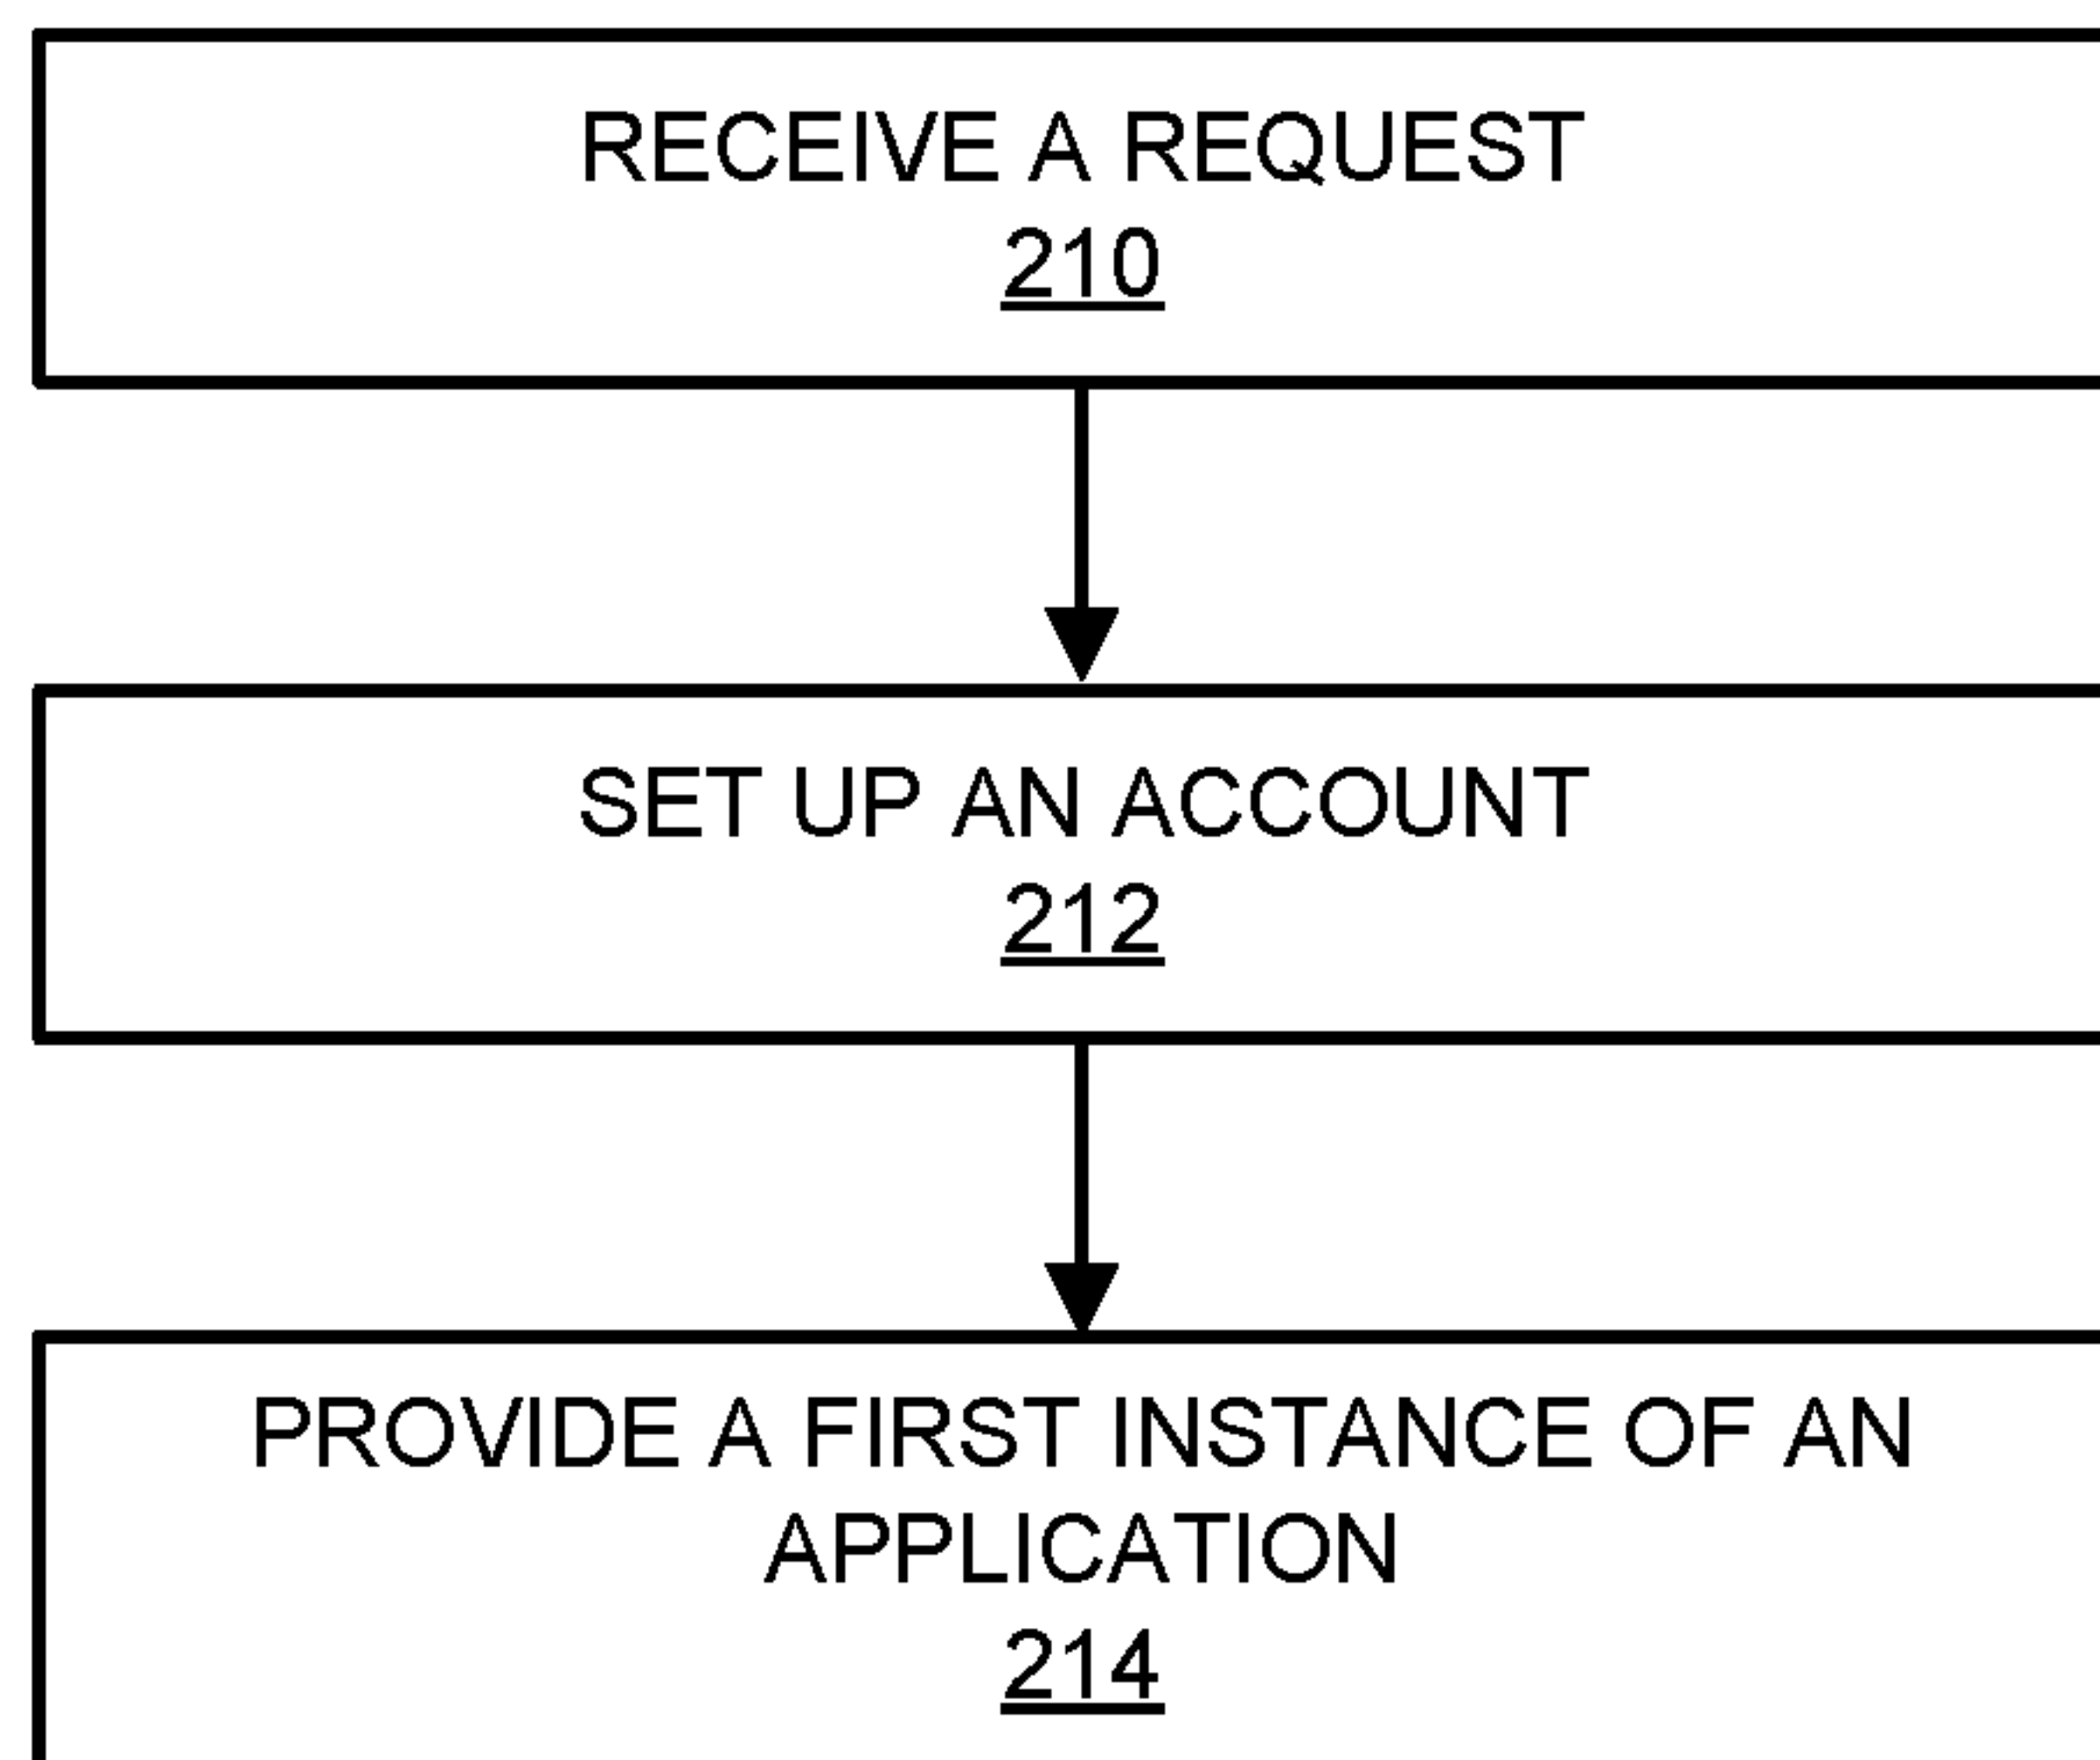 RECEIVE A REQUEST
210
SET UP AN ACCOUNT
212
PROVIDE A FIRST INSTANCE OF AN
APPLICATION
214